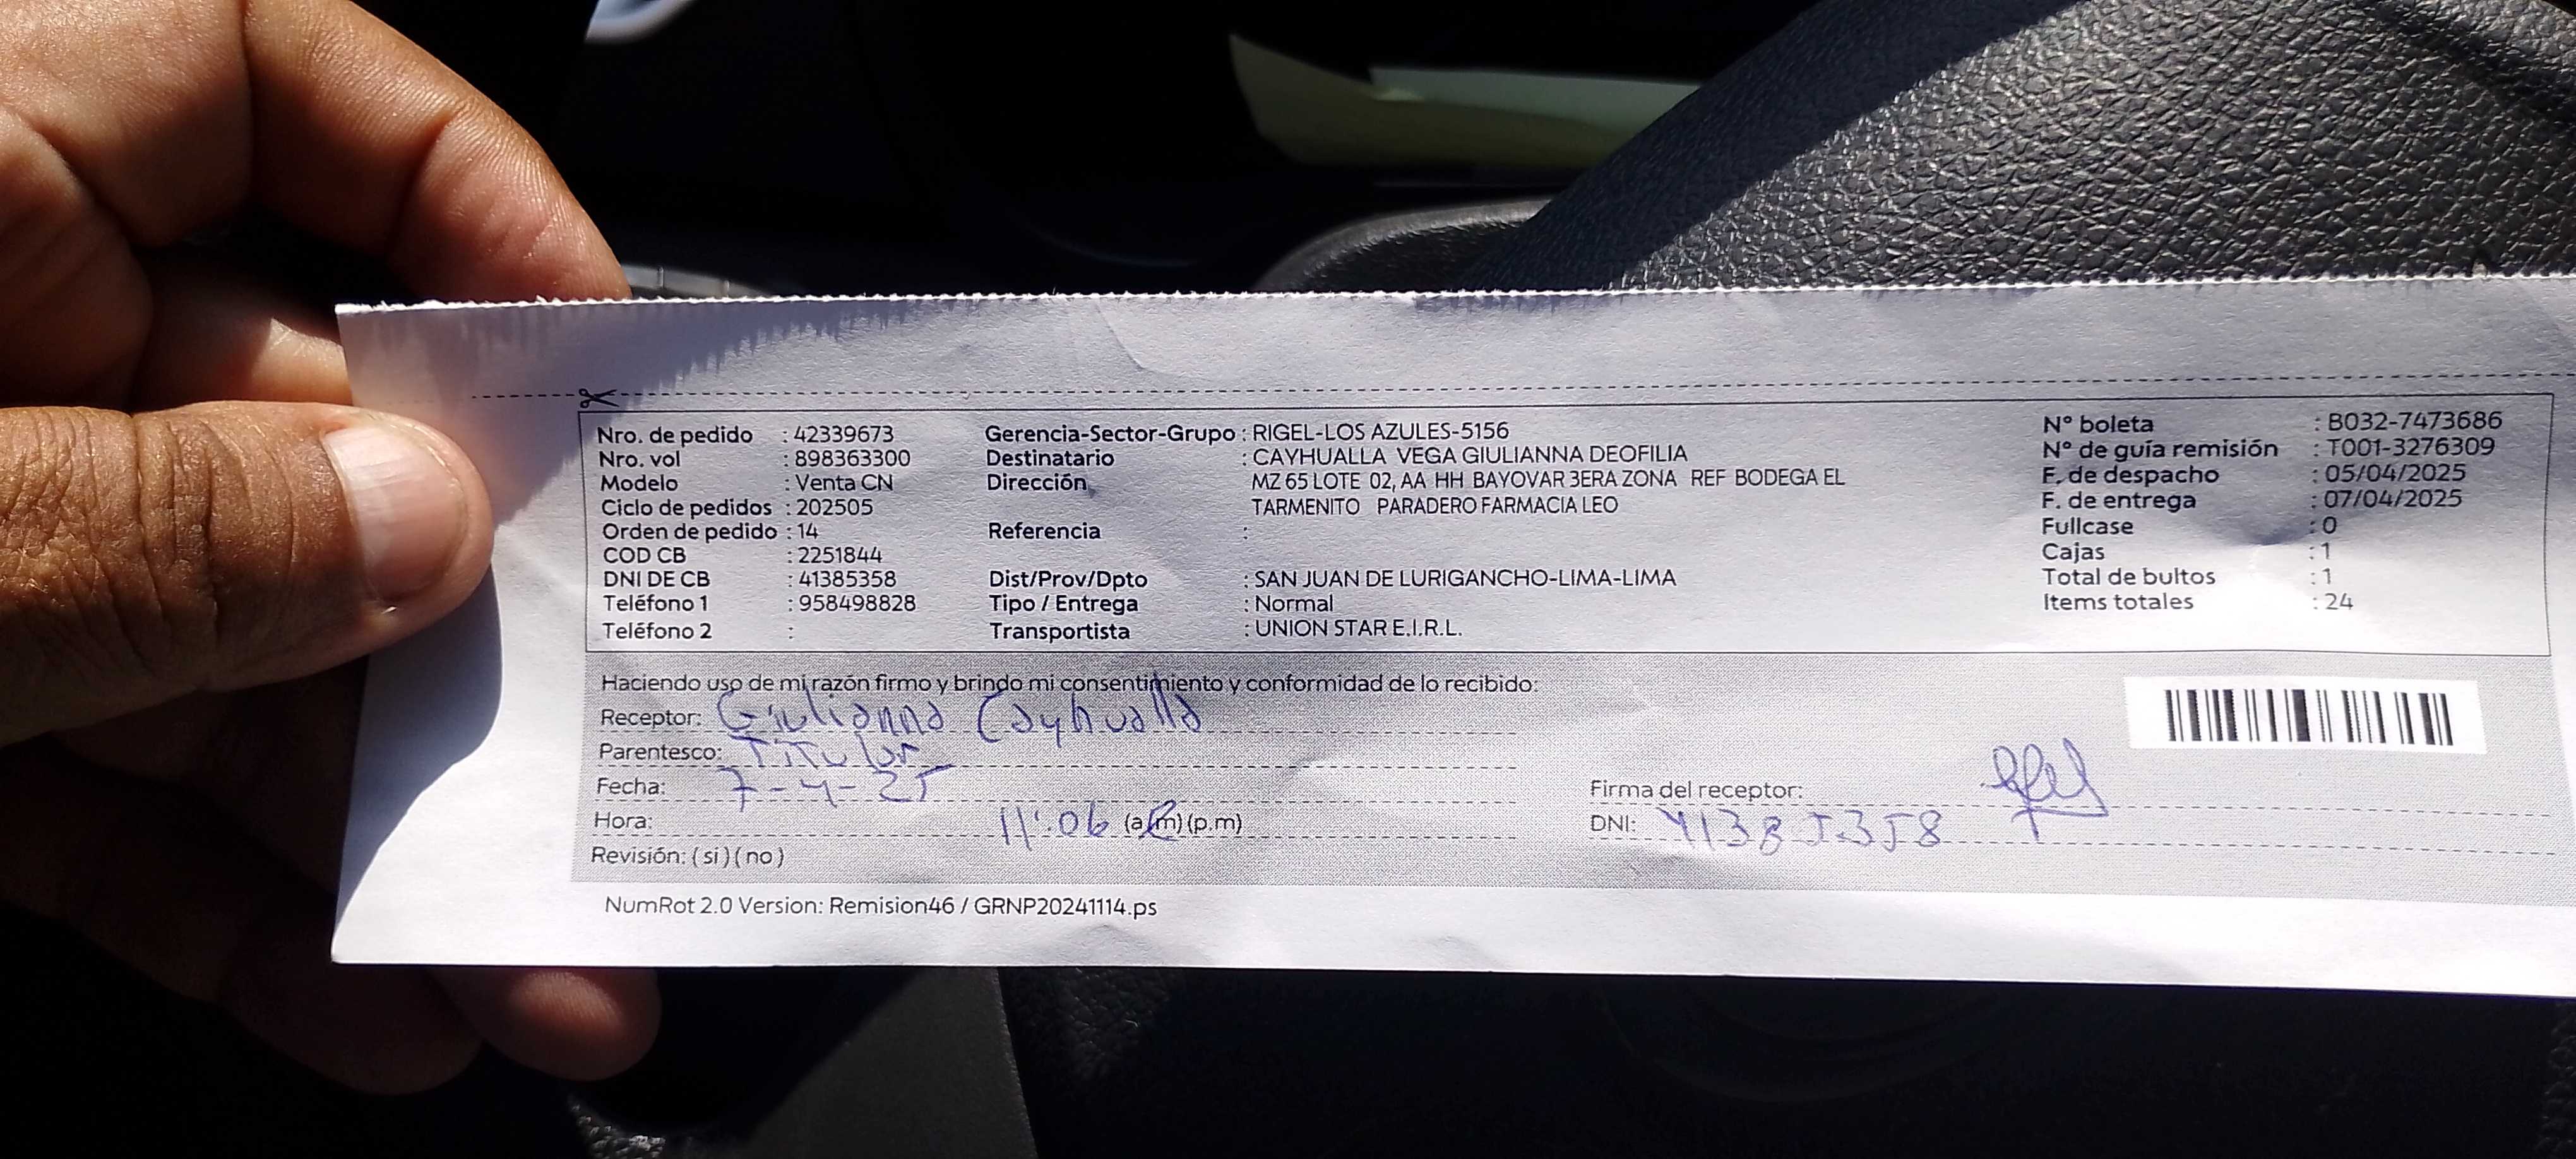 Nro. de pedido : 42339673 Gerencia-Sector-Grupo : RIGEL-LOS AZULES-5156 N° boleta : B032-7473686
Nro. vol : 898363300 Destinatario : CAYHUALLA VEGA GIULIANNA DEOFILIA N° de guía remisión : T001-3276309
Modelo : Venta CN Dirección : MZ 65 LOTE 02, AA HH BAYOVAR 3ERA ZONA REF BODEGA EL F. de despacho : 05/04/2025
Ciclo de pedidos : 202505 TARMENITO PARADERO FARMACIA LEO F. de entrega : 07/04/2025
Orden de pedido : 14 Referencia : Fullcase : 0
COD CB : 2251844 Cajas : 1
DNI DE CB : 41385358 Dist/Prov/Dpto : SAN JUAN DE LURIGANCHO-LIMA-LIMA Total de bultos : 1
Teléfono 1 : 958498828 Tipo / Entrega : Normal Items totales : 24
Teléfono 2 : Transportista : UNION STAR E.I.R.L.
Haciendo uso de mi razón firmo y brindo mi consentimiento y conformidad de lo recibido:
Receptor: Giulianna Cayhualla
Parentesco: Titular
Fecha: 7-4-25 Firma del receptor:
Hora: 11:06 (a.m) (p.m) DNI: 41385358
Revisión: ( si ) ( no )
NumRot 2.0 Version: Remision46 / GRNP20241114.ps